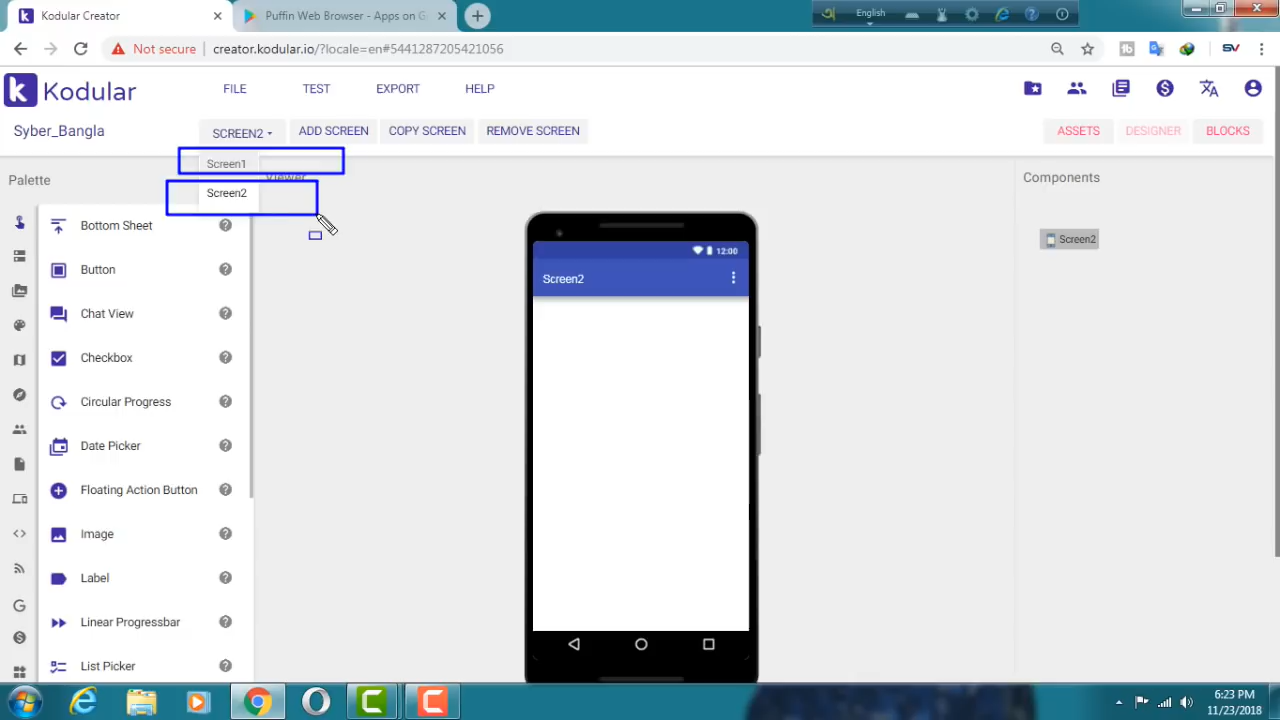 Kodular Creator
Puffin Web Browser - Apps on G
English
Not secure
creator.kodular.io/?locale=en#5441287205421056
Kodular
FILE
TEST
EXPORT
HELP
Syber_Bangla
SCREEN2
ADD SCREEN
COPY SCREEN
REMOVE SCREEN
ASSETS
DESIGNER
BLOCKS
Screen1
Screen2
Palette
Viewer
Components
Bottom Sheet
Button
Chat View
Checkbox
Circular Progress
Date Picker
Floating Action Button
Image
Label
Linear Progressbar
List Picker
12:00
Screen2
Screen2
6:23 PM
11/23/2018